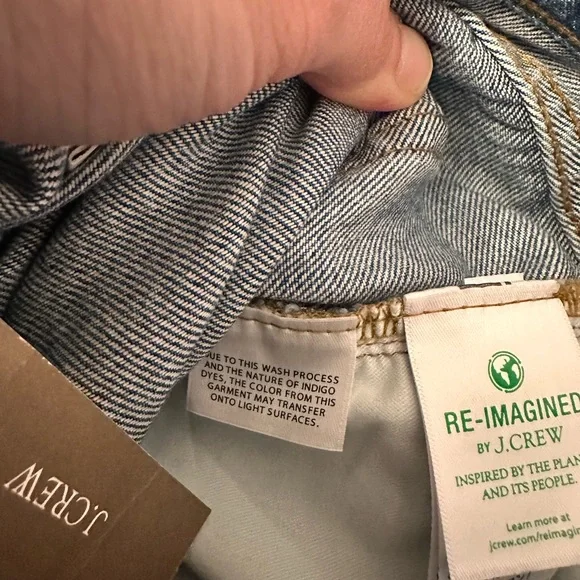 DUE TO THIS WASH PROCESS
AND THE NATURE OF INDIGO
DYES, THE COLOR FROM THIS
GARMENT MAY TRANSFER
ONTO LIGHT SURFACES.
RE-IMAGINED
BY J.CREW
INSPIRED BY THE PLAN
AND ITS PEOPLE.
Learn more at
jcrew.com/reimagin
J.CREW